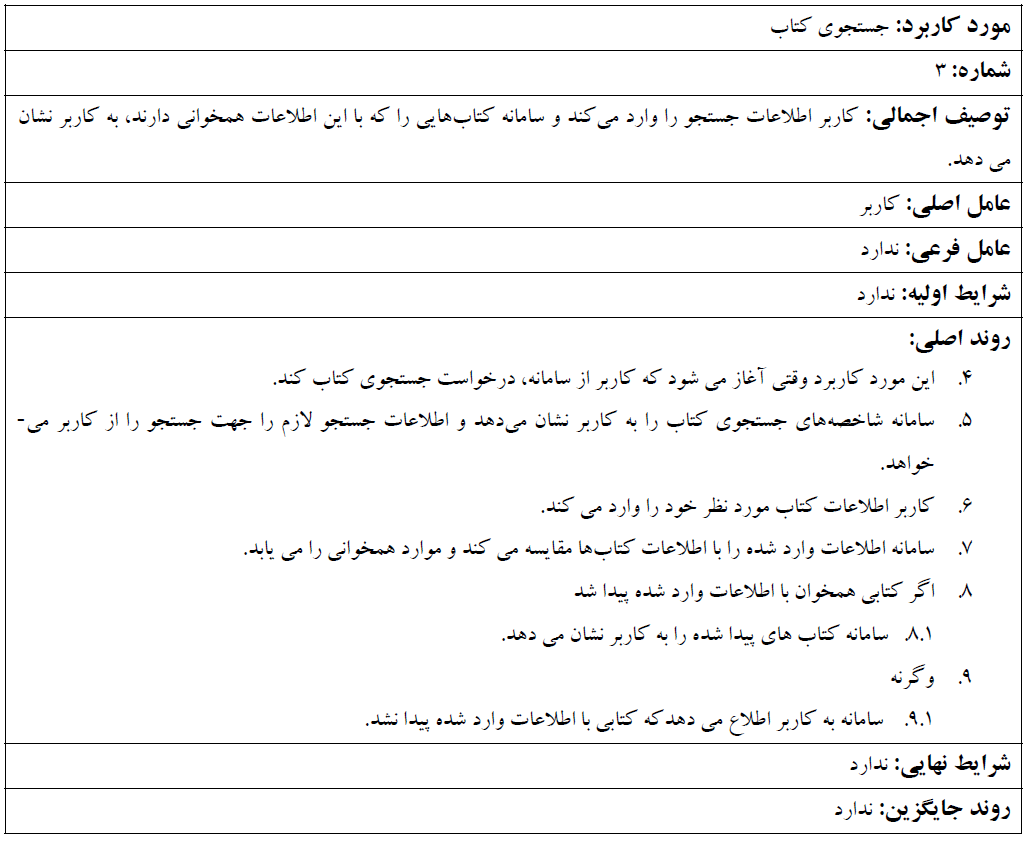 مورد کاربرد: جستجوی کتاب
شماره: ۳
توصیف اجمالی: کاربر اطلاعات جستجو را وارد می‌کند و سامانه کتاب‌هایی را که با این اطلاعات همخوانی دارند، به کاربر نشان
می دهد.
عامل اصلی: کاربر
عامل فرعی: ندارد
شرایط اولیه: ندارد
روند اصلی:
۴. این مورد کاربرد وقتی آغاز می شود که کاربر از سامانه، درخواست جستجوی کتاب کند.
۵. سامانه شاخصه‌های جستجوی کتاب را به کاربر نشان می‌دهد و اطلاعات جستجو لازم را جهت جستجو را از کاربر می-
خواهد.
۶. کاربر اطلاعات کتاب مورد نظر خود را وارد می کند.
۷. سامانه اطلاعات وارد شده را با اطلاعات کتاب‌ها مقایسه می کند و موارد همخوانی را می یابد.
۸. اگر کتابی همخوان با اطلاعات وارد شده پیدا شد
۸.۱. سامانه کتاب های پیدا شده را به کاربر نشان می دهد.
۹. وگرنه
۹.۱. سامانه به کاربر اطلاع می دهدکه کتابی با اطلاعات وارد شده پیدا نشد.
شرایط نهایی: ندارد
روند جایگزین: ندارد